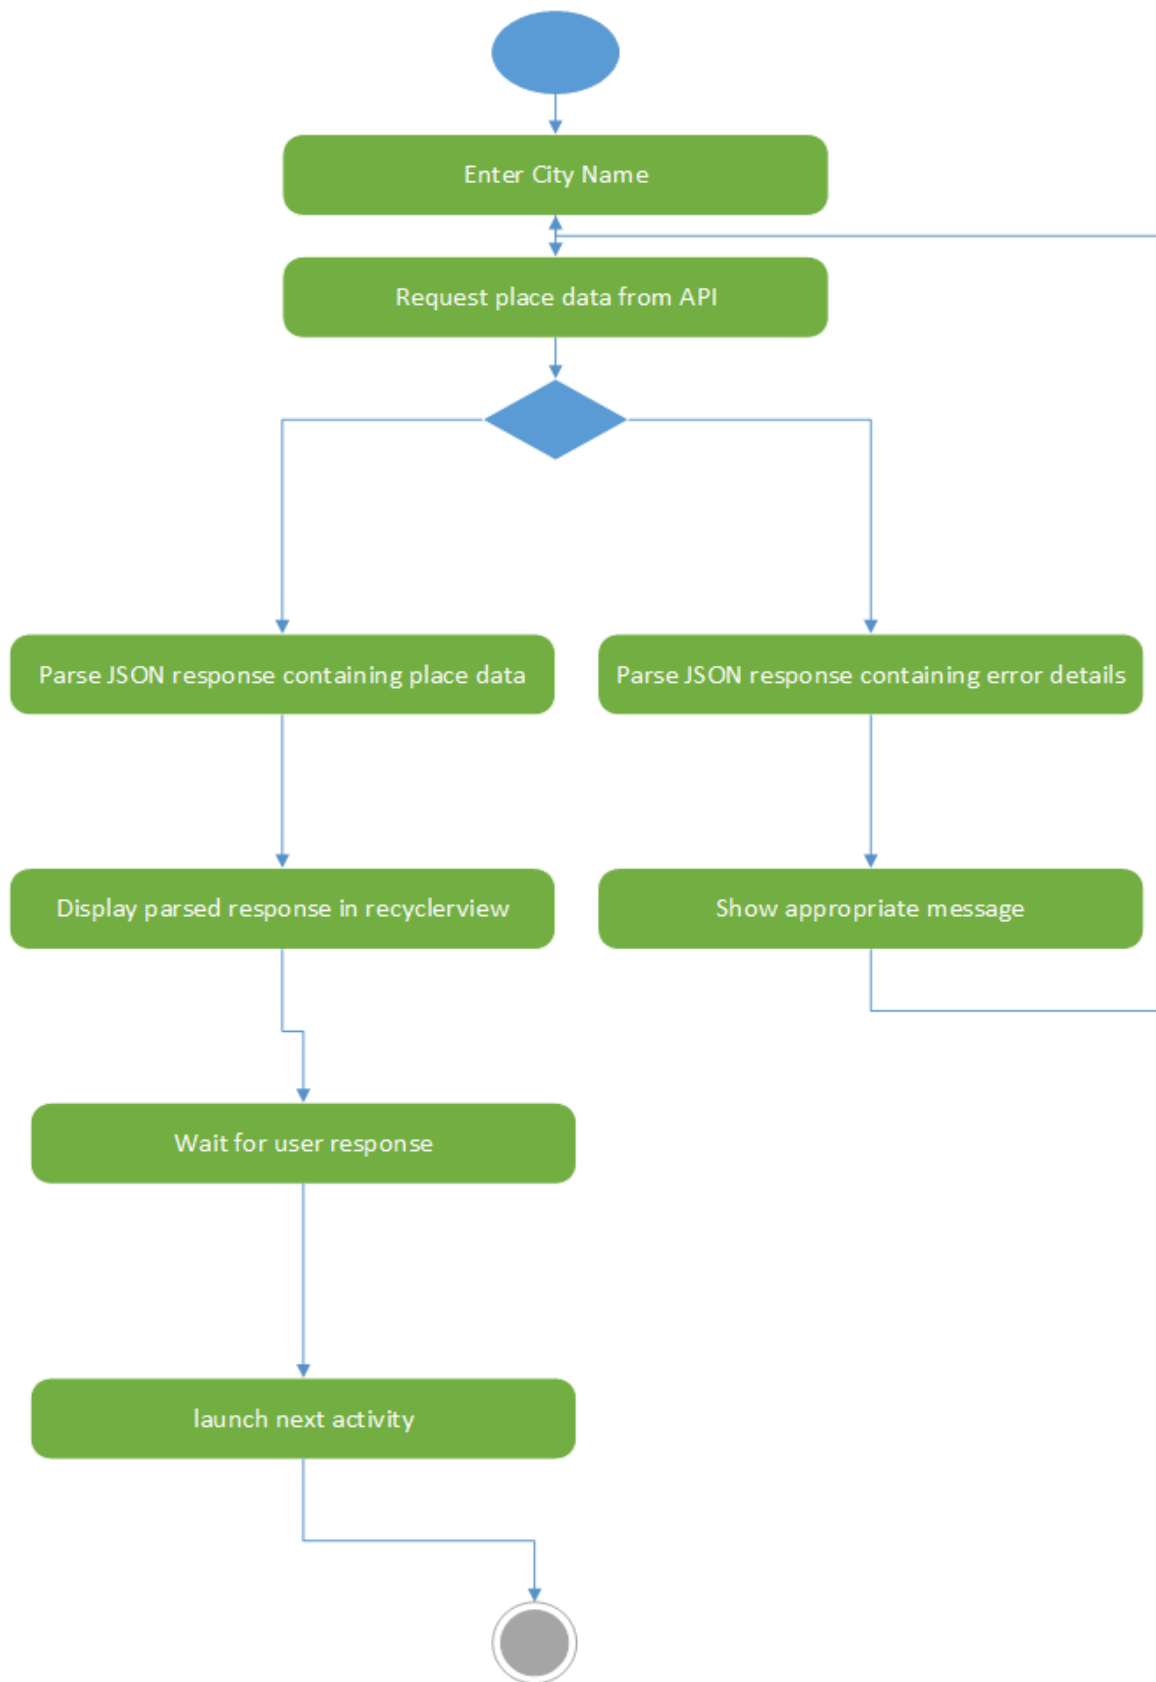 Enter City Name
Request place data from API
Parse JSON response containing place data
Parse JSON response containing error details
Display parsed response in recyclerview
Show appropriate message
Wait for user response
launch next activity